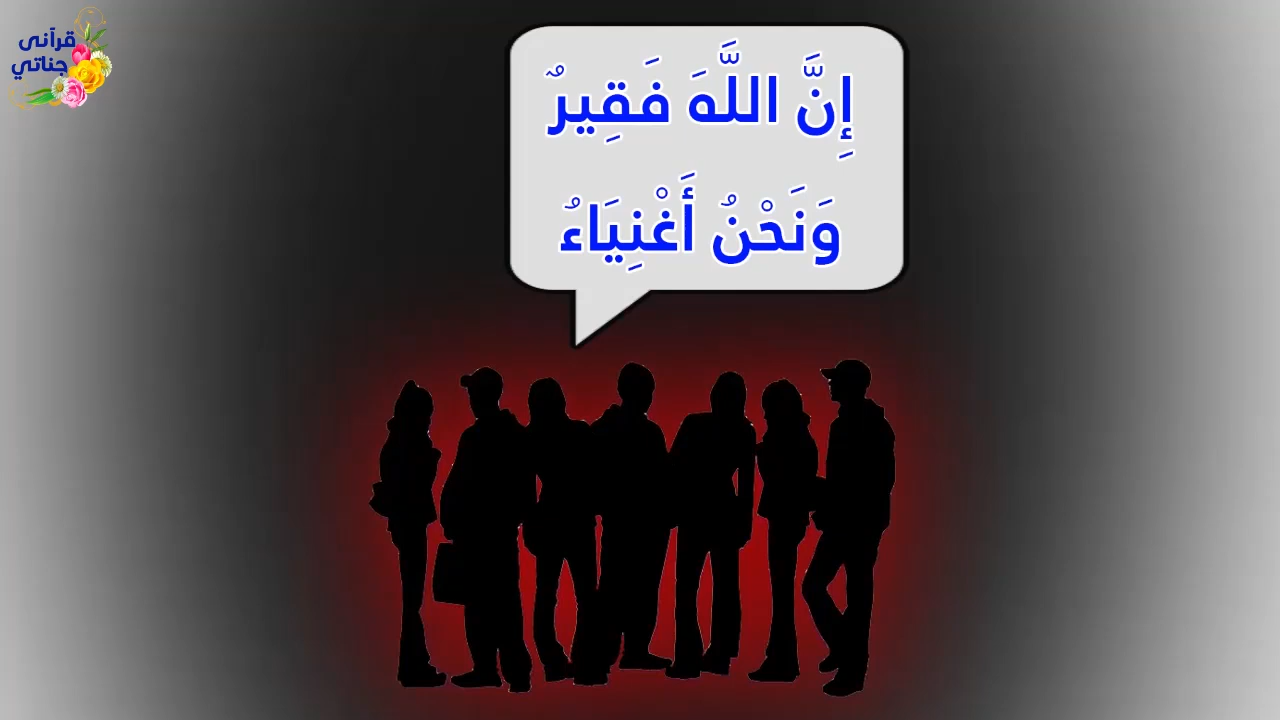 قرآنى
جناتي
إِنَّ اللَّهَ فَقِيرٌ
وَنَحْنُ أَغْنِيَاءُ